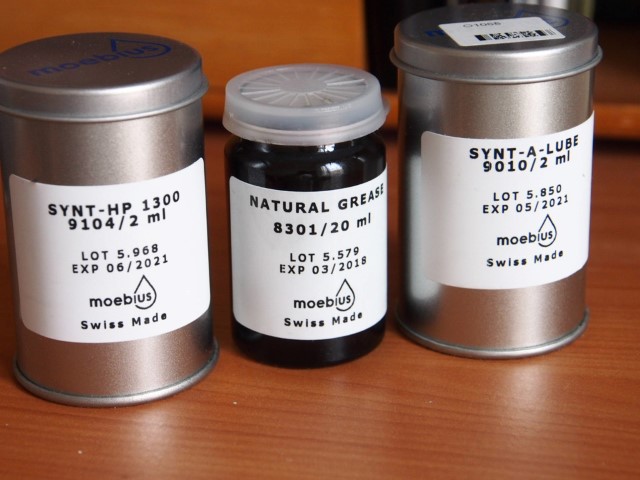 moebius
SYNT-HP 1300
9104/2 ml
LOT 5.968
EXP 06/2021
moebius
Swiss Made
NATURAL GREASE
8301/20 ml
LOT 5.579
EXP 03/2018
moebius
Swiss Made
SYNT-A-LUBE
9010/2 ml
LOT 5.850
EXP 05/2021
moebius
Swiss Made